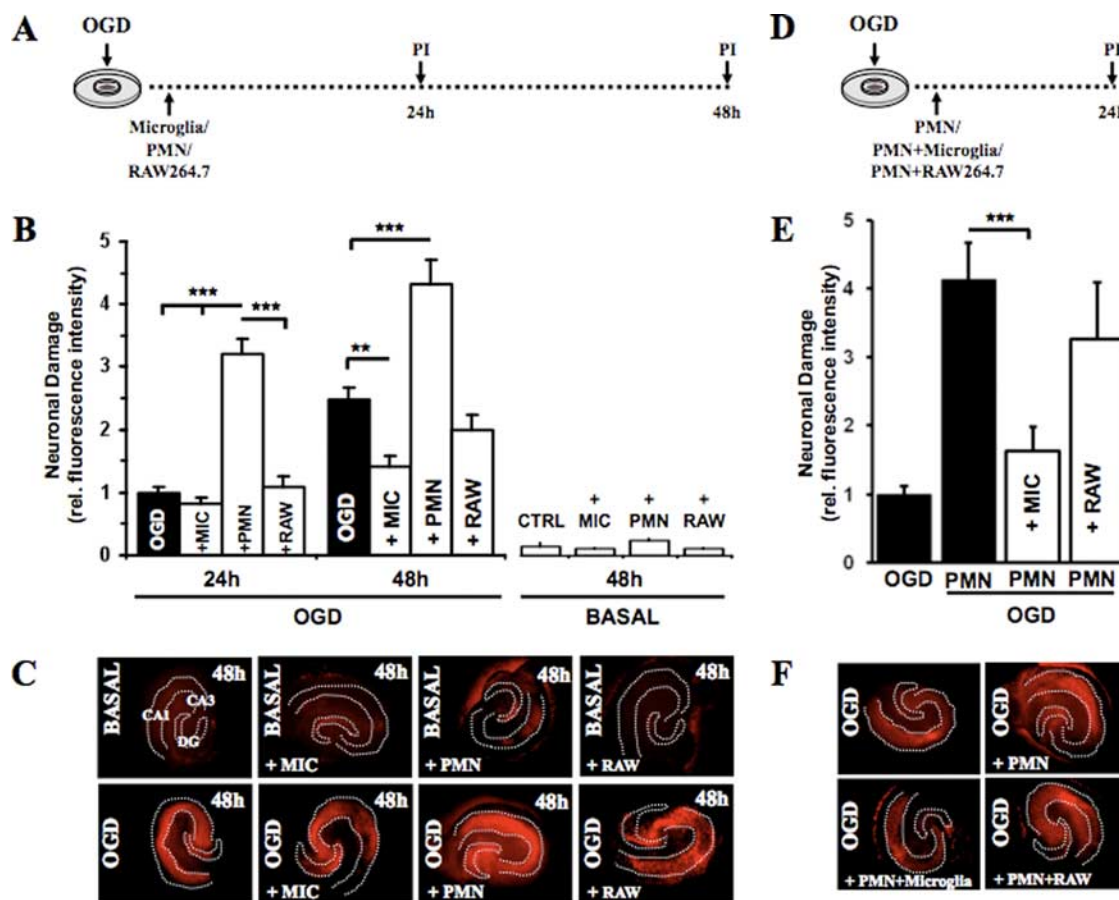 A
OGD
PI
PI
24h
48h
Microglia/
PMN/
RAW264.7
D
OGD
PI
24h
PMN/
PMN+Microglia/
PMN+RAW264.7
B
Neuronal Damage
(rel. fluorescence intensity)
5
4
3
2
1
0
***
***
***
**
OGD
+MIC
+PMN
+RAW
OGD
+ MIC
+ PMN
+ RAW
+ + +
CTRL MIC PMN RAW
24h 48h 48h
OGD BASAL
E
Neuronal Damage
(rel. fluorescence intensity)
5
4
3
2
1
0
***
+ MIC
+ RAW
OGD PMN PMN PMN
OGD
C
BASAL 48h
CA1 CA3
DG
BASAL 48h
+ MIC
BASAL 48h
+ PMN
BASAL 48h
+ RAW
OGD 48h
OGD 48h
+ MIC
OGD 48h
+ PMN
OGD 48h
+ RAW
F
OGD
OGD
+ PMN
OGD
+ PMN+Microglia
OGD
+ PMN+RAW